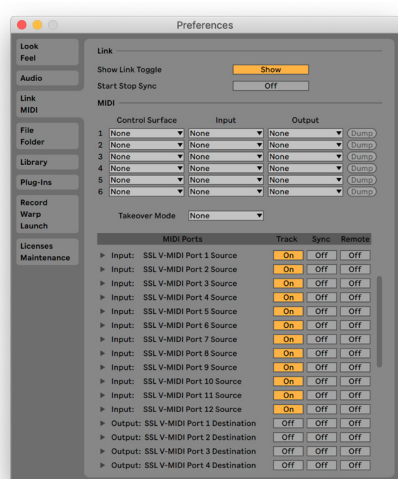 Preferences
Look
Feel
Audio
Link
MIDI
File
Folder
Library
Plug-Ins
Record
Warp
Launch
Licenses
Maintenance
Link
Show Link Toggle Show
Start Stop Sync Off
MIDI
Control Surface Input Output
1 None None None Dump
2 None None None Dump
3 None None None Dump
4 None None None Dump
5 None None None Dump
6 None None None Dump
Takeover Mode None
MIDI Ports Track Sync Remote
Input: SSL V-MIDI Port 1 Source On Off Off
Input: SSL V-MIDI Port 2 Source On Off Off
Input: SSL V-MIDI Port 3 Source On Off Off
Input: SSL V-MIDI Port 4 Source On Off Off
Input: SSL V-MIDI Port 5 Source On Off Off
Input: SSL V-MIDI Port 6 Source On Off Off
Input: SSL V-MIDI Port 7 Source On Off Off
Input: SSL V-MIDI Port 8 Source On Off Off
Input: SSL V-MIDI Port 9 Source On Off Off
Input: SSL V-MIDI Port 10 Source On Off Off
Input: SSL V-MIDI Port 11 Source On Off Off
Input: SSL V-MIDI Port 12 Source On Off Off
Output: SSL V-MIDI Port 1 Destination Off Off Off
Output: SSL V-MIDI Port 2 Destination Off Off Off
Output: SSL V-MIDI Port 3 Destination Off Off Off
Output: SSL V-MIDI Port 4 Destination Off Off Off